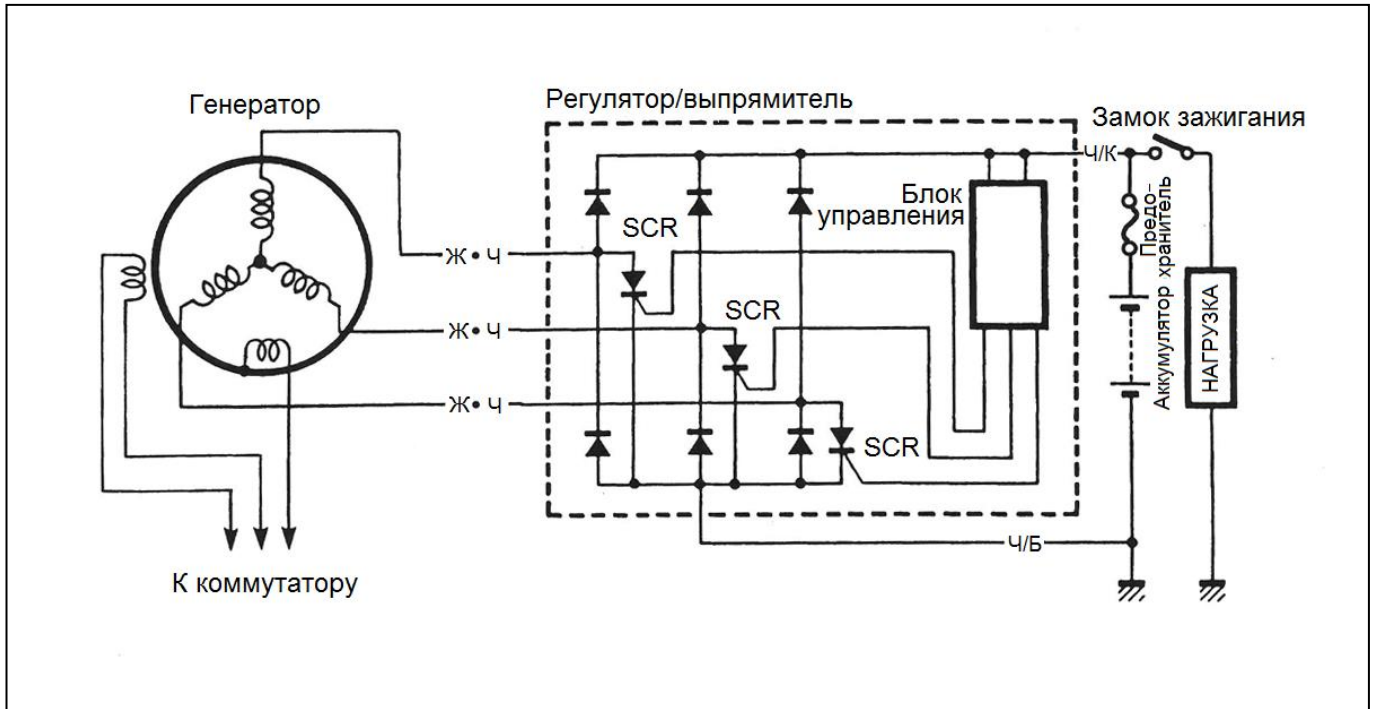 Генератор
Регулятор/выпрямитель
Замок зажигания
Ч/К
Блок
управления
Предо-
хранитель
SCR
Ж • Ч
SCR
Ж • Ч
Аккумулятор
НАГРУЗКА
Ж • Ч
SCR
Ч/Б
К коммутатору